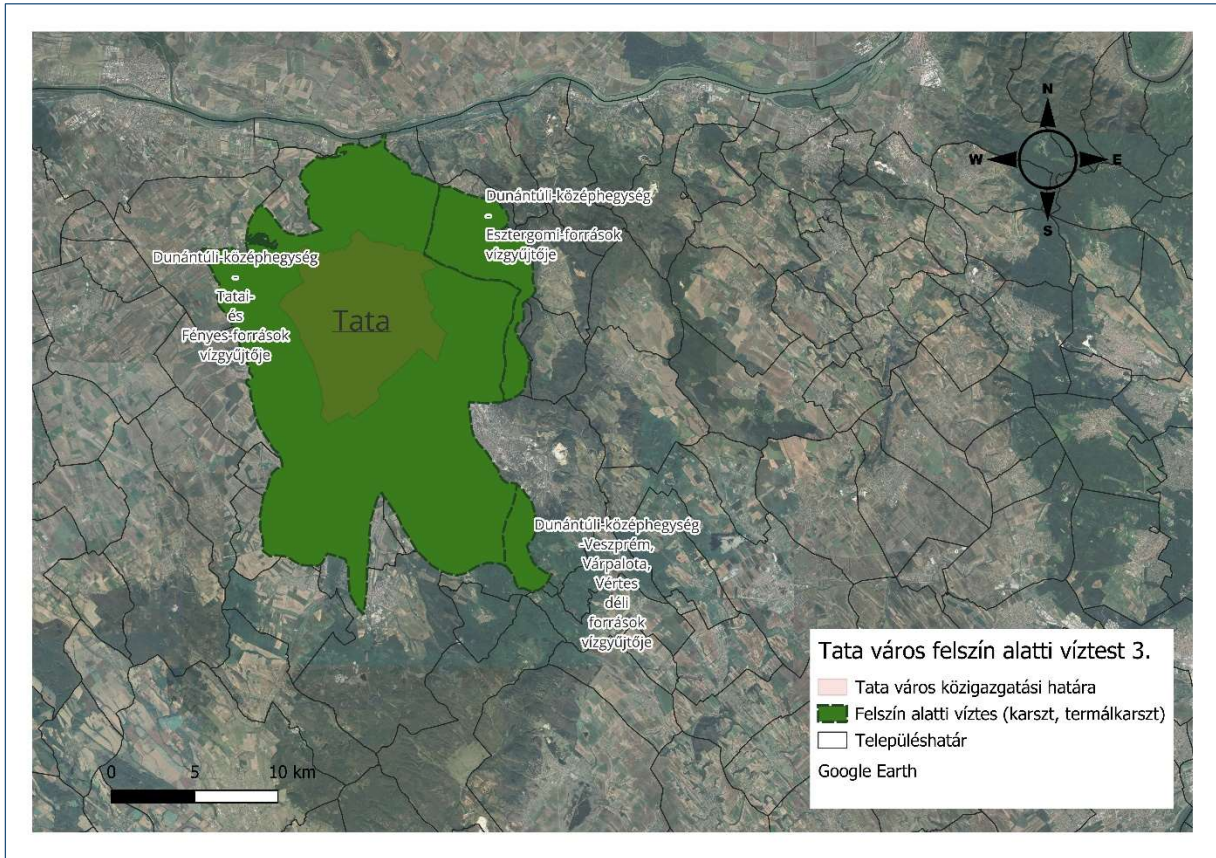 N
W
E
S
Dunántúli-középhegység
-
Esztergomi-források
vízgyűjtője
Dunántúli-középhegység
-
Tatai-
és
Fényes-források
vízgyűjtője
Tata
Dunántúli-középhegység
-Veszprém,
Várpalota,
Vértes
déli
források
vízgyűjtője
Tata város felszín alatti víztest 3.
Tata város közigazgatási határa
Felszín alatti víztes (karszt, termálkarszt)
Településhatár
Google Earth
0 5 10 km